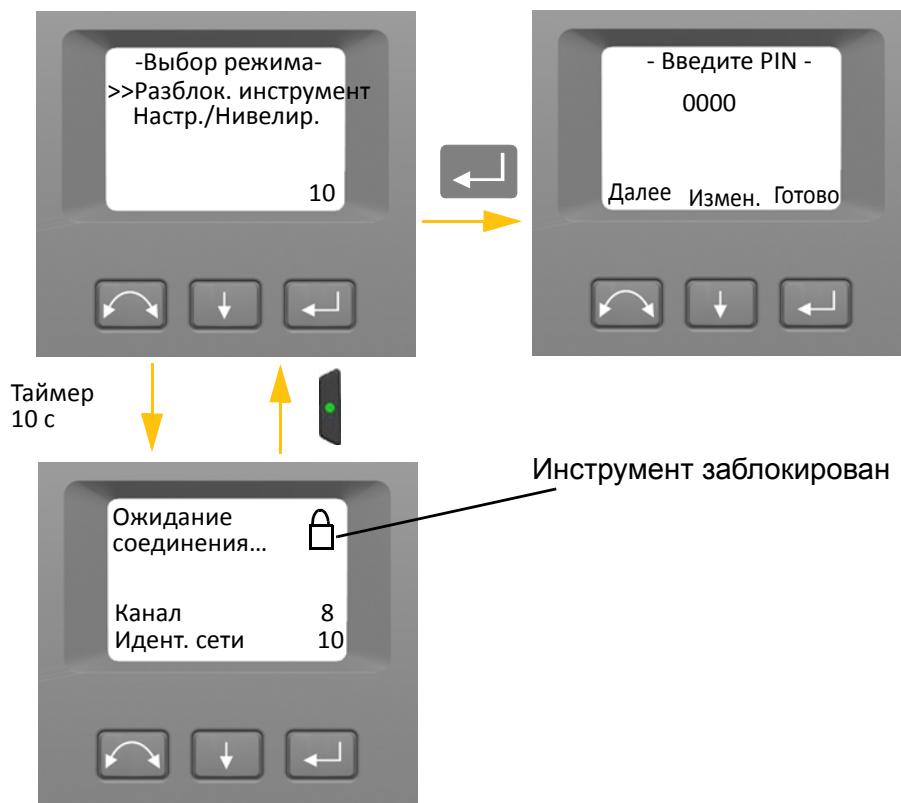 -Выбор режима-
>>Разблок. инструмент
Настр./Нивелир.
10
- Введите PIN -
0000
Далее Измен. Готово
Таймер
10 с
Инструмент заблокирован
Ожидание
соединения...
Канал 8
Идент. сети 10